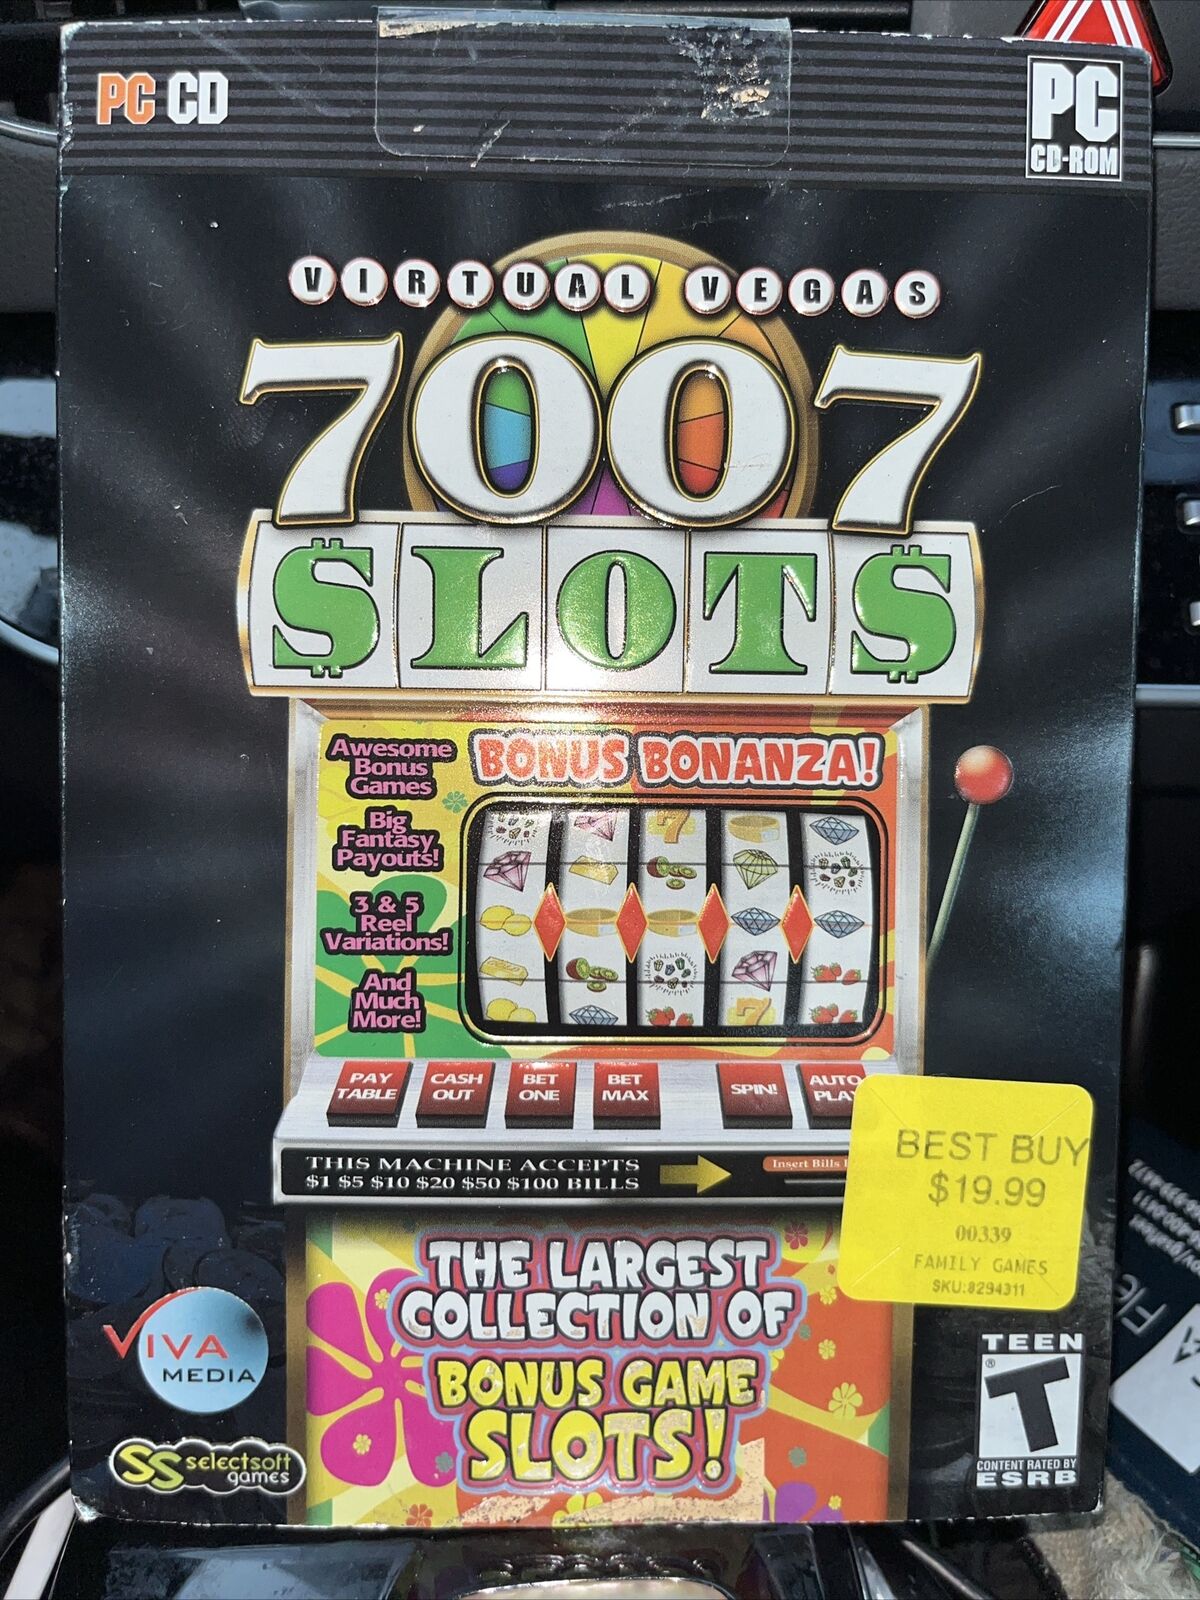 PC CD
PC
CD-ROM
VIRTUAL VEGAS
7007
$LOT$
Awesome
Bonus
Games
BONUS BONANZA!
Big
Fantasy
Payouts!
3 & 5
Reel
Variations!
And
Much
More!
PAY
TABLE
CASH
OUT
BET
ONE
BET
MAX
SPIN!
AUTO
THIS MACHINE ACCEPTS
$1 $5 $10 $20 $50 $100 BILLS
Insert Bills
BEST BUY
$19.99
00339
FAMILY GAMES
SKU:8294311
THE LARGEST
COLLECTION OF
BONUS GAME
SLOTS!
VIVA
MEDIA
SS selectsoft
games
TEEN
T
®
CONTENT RATED BY
ESRB